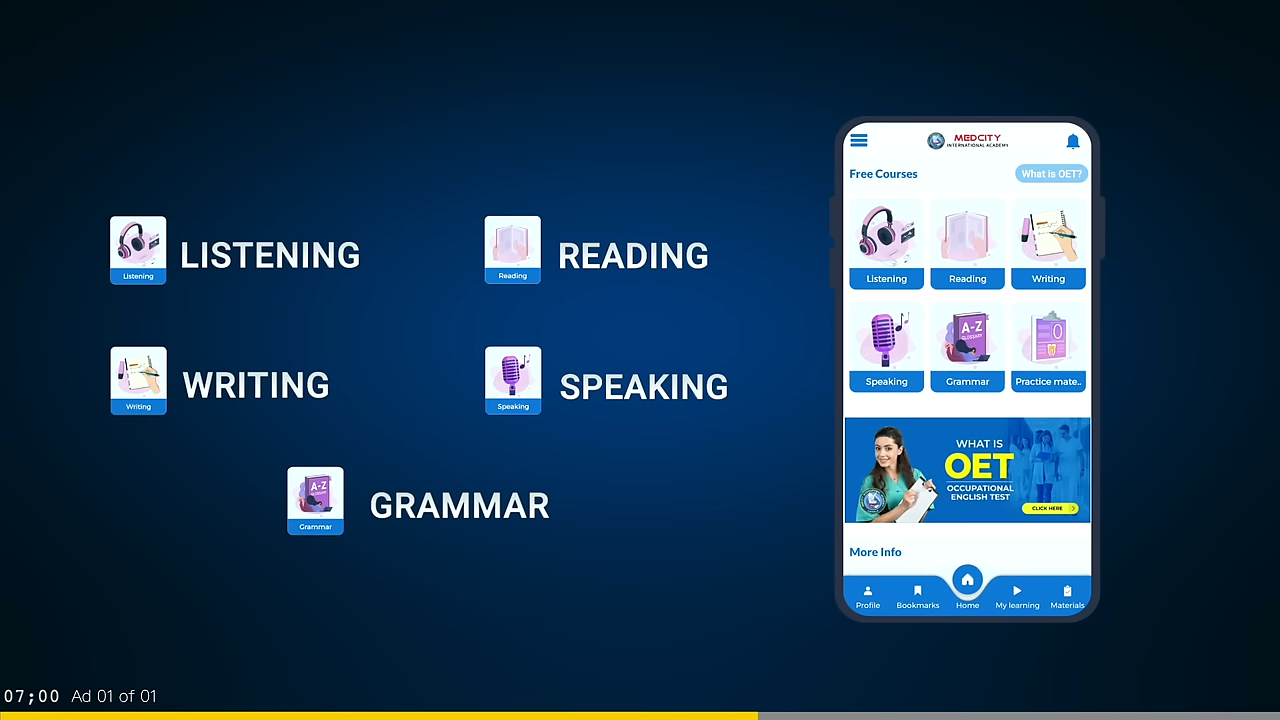 Listening
LISTENING
Reading
READING
Writing
WRITING
Speaking
SPEAKING
Grammar
GRAMMAR
MEDCITY
INTERNATIONAL ACADEMY
Free Courses
What is OET?
Listening
Reading
Writing
A-Z
GLOSSARY
Speaking
Grammar
Practice mate..
WHAT IS
OET
OCCUPATIONAL
ENGLISH TEST
CLICK HERE
More Info
Profile
Bookmarks
Home
My learning
Materials
07;00 Ad 01 of 01